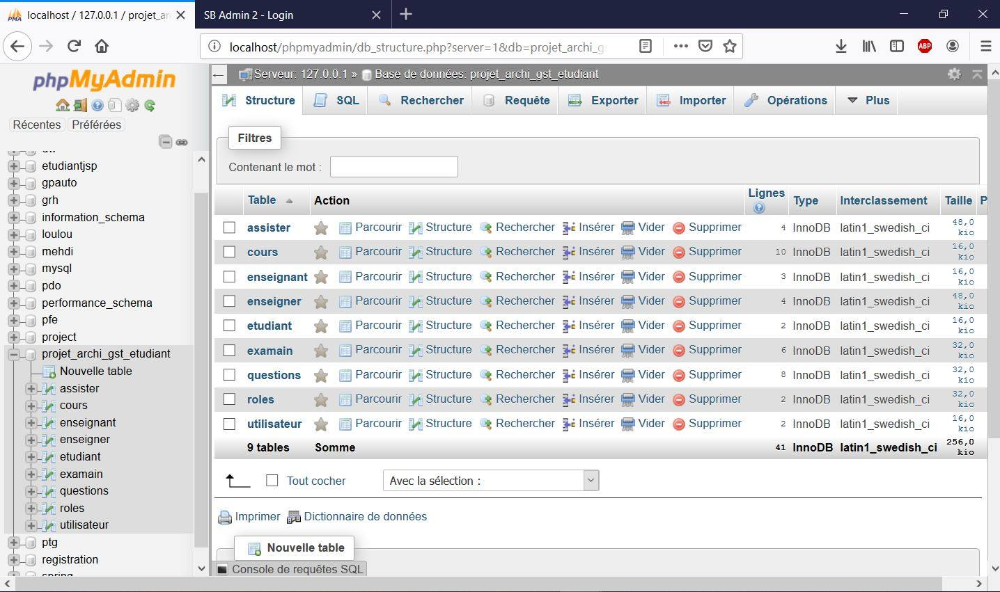 localhost / 127.0.0.1 / projet_ar
SB Admin 2 - Login
localhost/phpmyadmin/db_structure.php?server=1&db=projet_archi_g
ABP
phpMyAdmin
Récentes Préférées
etudiantjsp
gpauto
grh
information_schema
loulou
mehdi
mysql
pdo
performance_schema
pfe
project
projet_archi_gst_etudiant
Nouvelle table
assister
cours
enseignant
enseigner
etudiant
examain
questions
roles
utilisateur
ptg
registration
spring
Serveur: 127.0.0.1 » Base de données: projet_archi_gst_etudiant
Structure SQL Rechercher Requête Exporter Importer Opérations Plus
Filtres
Contenant le mot :
Table Action Lignes Type Interclassement Taille P
assister Parcourir Structure Rechercher Insérer Vider Supprimer 4 InnoDB latin1_swedish_ci 48,0 kio
cours Parcourir Structure Rechercher Insérer Vider Supprimer 10 InnoDB latin1_swedish_ci 16,0 kio
enseignant Parcourir Structure Rechercher Insérer Vider Supprimer 3 InnoDB latin1_swedish_ci 16,0 kio
enseigner Parcourir Structure Rechercher Insérer Vider Supprimer 4 InnoDB latin1_swedish_ci 48,0 kio
etudiant Parcourir Structure Rechercher Insérer Vider Supprimer 2 InnoDB latin1_swedish_ci 16,0 kio
examain Parcourir Structure Rechercher Insérer Vider Supprimer 6 InnoDB latin1_swedish_ci 32,0 kio
questions Parcourir Structure Rechercher Insérer Vider Supprimer 8 InnoDB latin1_swedish_ci 32,0 kio
roles Parcourir Structure Rechercher Insérer Vider Supprimer 2 InnoDB latin1_swedish_ci 32,0 kio
utilisateur Parcourir Structure Rechercher Insérer Vider Supprimer 2 InnoDB latin1_swedish_ci 16,0 kio
9 tables Somme 41 InnoDB latin1_swedish_ci 256,0 kio
Tout cocher Avec la sélection :
Imprimer Dictionnaire de données
Nouvelle table
Console de requêtes SQL